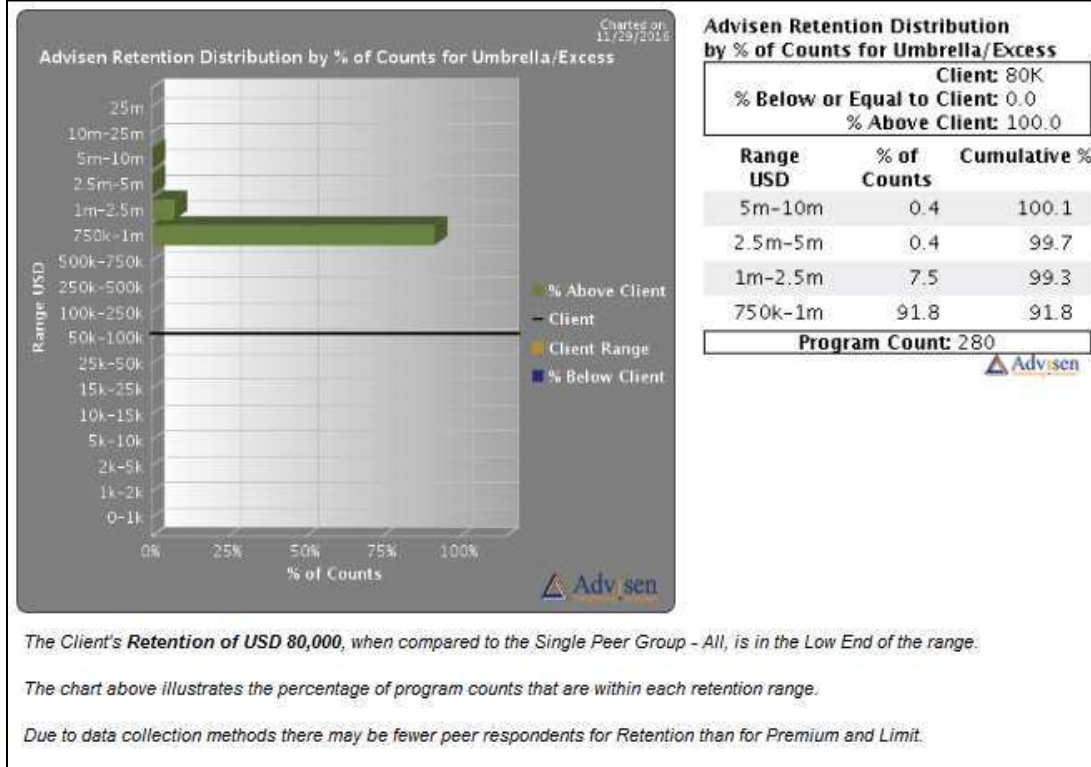 Charted on
11/29/2016
Advisen Retention Distribution by % of Counts for Umbrella/Excess
25m
10m-25m
5m-10m
2.5m-5m
1m-2.5m
750k-1m
500k-750k
250k-500k
100k-250k
50k-100k
25k-50k
15k-25k
10k-15k
5k-10k
2k-5k
1k-2k
0-1k
Range USD
0% 25% 50% 75% 100%
% of Counts
% Above Client
Client
Client Range
% Below Client
Advisen
Advisen Retention Distribution
by % of Counts for Umbrella/Excess
Client: 80K
% Below or Equal to Client: 0.0
% Above Client: 100.0
Range USD % of Counts Cumulative %
5m-10m 0.4 100.1
2.5m-5m 0.4 99.7
1m-2.5m 7.5 99.3
750k-1m 91.8 91.8
Program Count: 280
Advisen
The Client's Retention of USD 80,000, when compared to the Single Peer Group - All, is in the Low End of the range.
The chart above illustrates the percentage of program counts that are within each retention range.
Due to data collection methods there may be fewer peer respondents for Retention than for Premium and Limit.